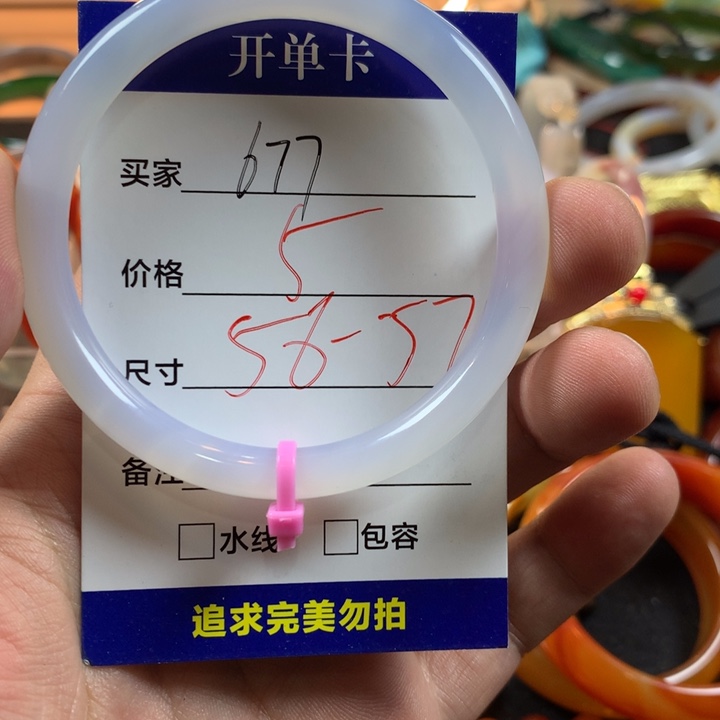 开单卡
买家 677
价格 5
尺寸 56-57
备注
水线 包容
追求完美勿拍